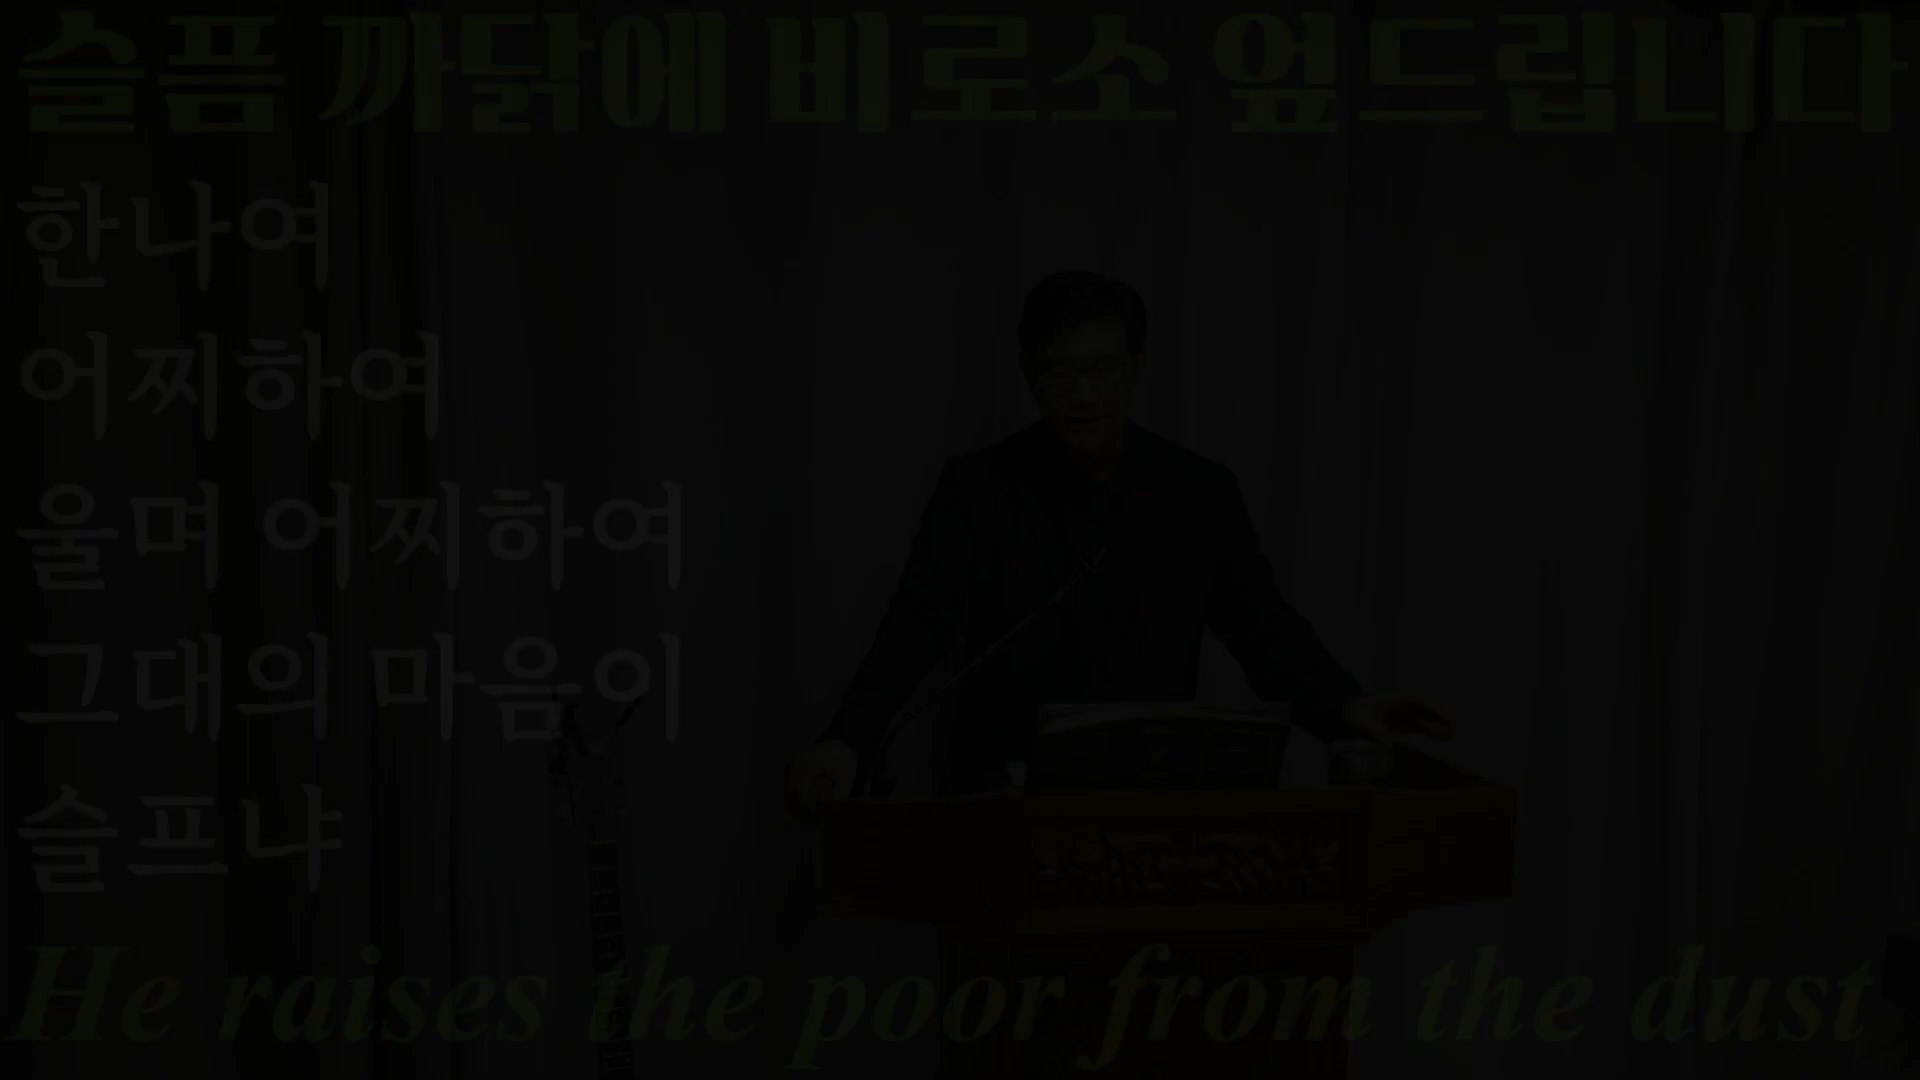 슬픔 까닭에 비로소 엎드립니다
한나여
어찌하여
울며 어찌하여
그대의 마음이
슬프냐
He raises the poor from the dust